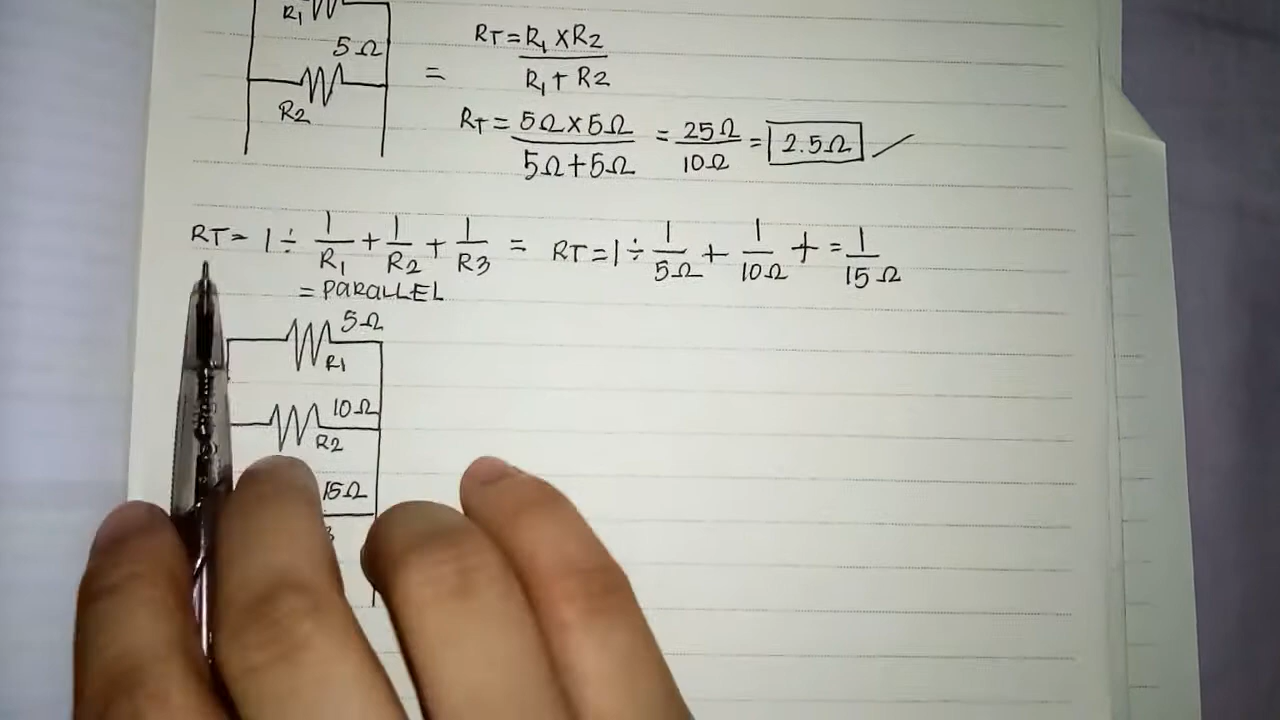 R1
5Ω
R2
=
RT = R1 X R2
R1 + R2
RT = 5Ω X 5Ω = 25Ω = 2.5Ω
5Ω + 5Ω 10Ω
RT = 1 ÷ 1/R1 + 1/R2 + 1/R3 = RT = 1 ÷ 1/5Ω + 1/10Ω + = 1/15Ω
= PARALLEL
5Ω
R1
10Ω
R2
15Ω
3